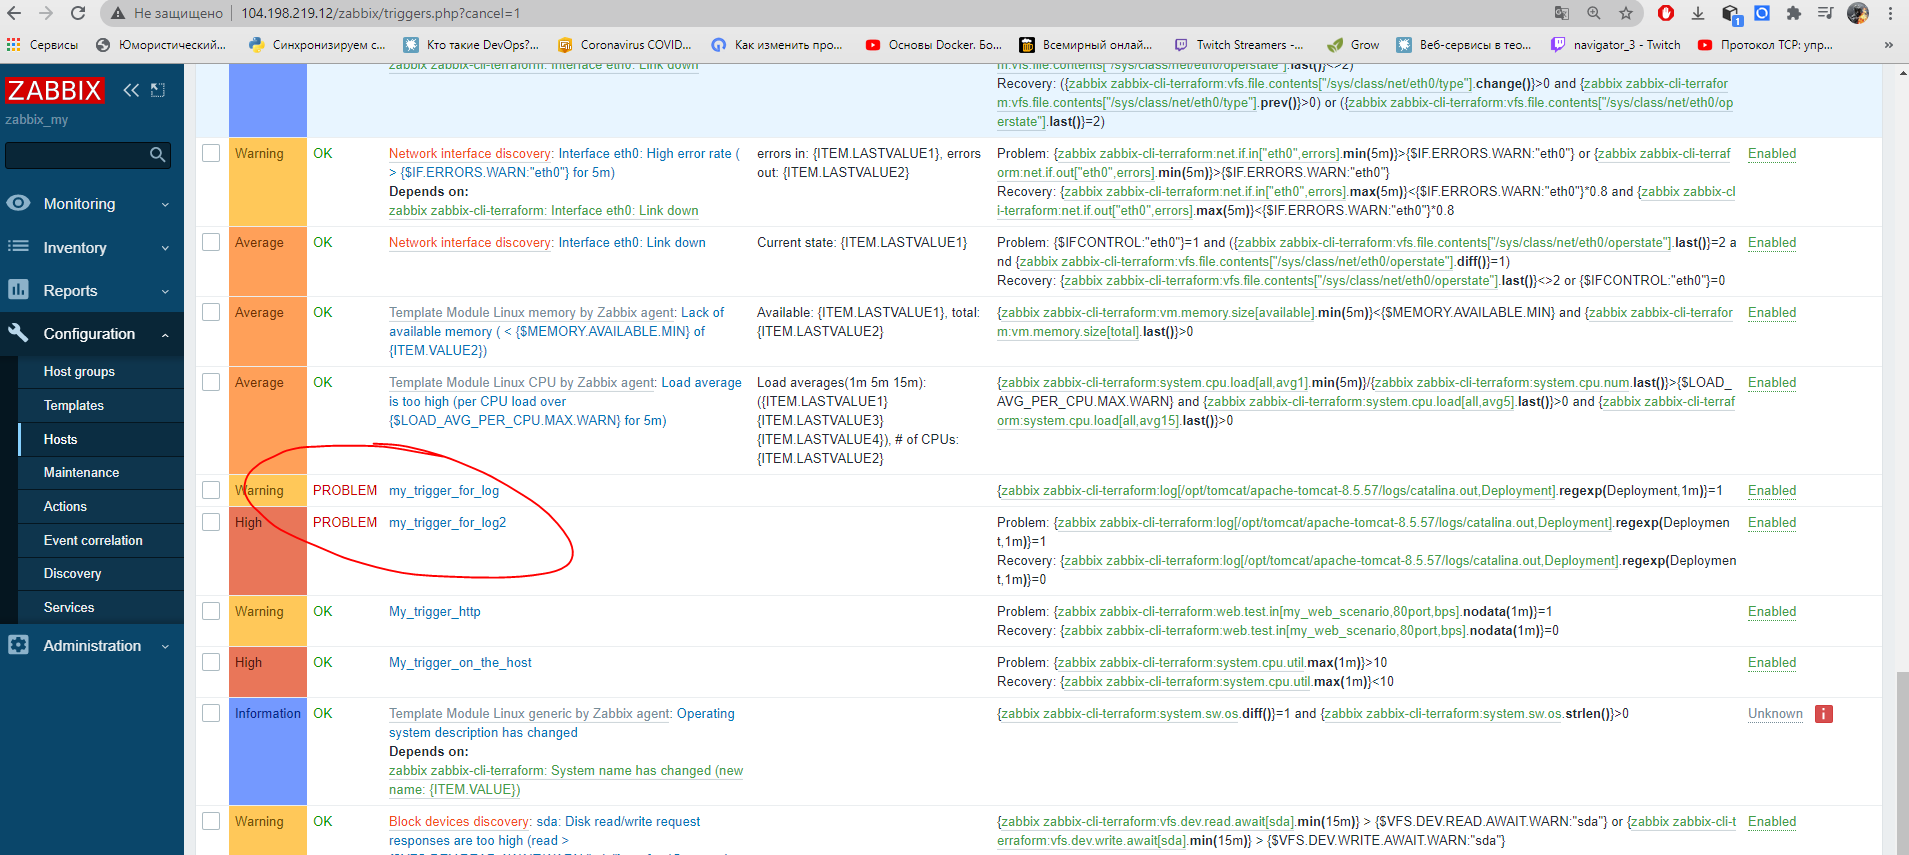 Не защищено | 104.198.219.12/zabbix/triggers.php?cancel=1
Сервисы Юмористический... Синхронизируем с... Кто такие DevOps?... Coronavirus COVID... Как изменить про... Основы Docker. Бо... Всемирный онлай... Twitch Streamers -... Grow Веб-сервисы в тео... navigator_3 - Twitch Протокол TCP: упр... »
ZABBIX
zabbix_my
Monitoring
Inventory
Reports
Configuration
Host groups
Templates
Hosts
Maintenance
Actions
Event correlation
Discovery
Services
Administration
zabbix zabbix-cli-terraform: Interface eth0: Link down
m:vfs.file.contents["/sys/class/net/eth0/operstate"].last()}<>2)
Recovery: ({zabbix zabbix-cli-terraform:vfs.file.contents["/sys/class/net/eth0/type"].change()}>0 and {zabbix zabbix-cli-terrafor
m:vfs.file.contents["/sys/class/net/eth0/type"].prev()}>0) or ({zabbix zabbix-cli-terraform:vfs.file.contents["/sys/class/net/eth0/op
erstate"].last()}=2)
Warning OK
Network interface discovery: Interface eth0: High error rate (
> {$IF.ERRORS.WARN:"eth0"} for 5m)
Depends on:
zabbix zabbix-cli-terraform: Interface eth0: Link down
errors in: {ITEM.LASTVALUE1}, errors
out: {ITEM.LASTVALUE2}
Problem: {zabbix zabbix-cli-terraform:net.if.in["eth0",errors].min(5m)}>{$IF.ERRORS.WARN:"eth0"} or {zabbix zabbix-cli-terraf
orm:net.if.out["eth0",errors].min(5m)}>{$IF.ERRORS.WARN:"eth0"}
Recovery: {zabbix zabbix-cli-terraform:net.if.in["eth0",errors].max(5m)}<{$IF.ERRORS.WARN:"eth0"}*0.8 and {zabbix zabbix-cl
i-terraform:net.if.out["eth0",errors].max(5m)}<{$IF.ERRORS.WARN:"eth0"}*0.8
Enabled
Average OK
Network interface discovery: Interface eth0: Link down
Current state: {ITEM.LASTVALUE1}
Problem: {$IFCONTROL:"eth0"}=1 and ({zabbix zabbix-cli-terraform:vfs.file.contents["/sys/class/net/eth0/operstate"].last()}=2 a
nd {zabbix zabbix-cli-terraform:vfs.file.contents["/sys/class/net/eth0/operstate"].diff()}=1)
Recovery: {zabbix zabbix-cli-terraform:vfs.file.contents["/sys/class/net/eth0/operstate"].last()}<>2 or {$IFCONTROL:"eth0"}=0
Enabled
Average OK
Template Module Linux memory by Zabbix agent: Lack of
available memory ( < {$MEMORY.AVAILABLE.MIN} of
{ITEM.VALUE2})
Available: {ITEM.LASTVALUE1}, total:
{ITEM.LASTVALUE2}
{zabbix zabbix-cli-terraform:vm.memory.size[available].min(5m)}<{$MEMORY.AVAILABLE.MIN} and {zabbix zabbix-cli-terrafor
m:vm.memory.size[total].last()}>0
Enabled
Average OK
Template Module Linux CPU by Zabbix agent: Load average
is too high (per CPU load over
{$LOAD_AVG_PER_CPU.MAX.WARN} for 5m)
Load averages(1m 5m 15m):
({ITEM.LASTVALUE1}
{ITEM.LASTVALUE3}
{ITEM.LASTVALUE4}), # of CPUs:
{ITEM.LASTVALUE2}
{zabbix zabbix-cli-terraform:system.cpu.load[all,avg1].min(5m)}/{zabbix zabbix-cli-terraform:system.cpu.num.last()}>{$LOAD_
AVG_PER_CPU.MAX.WARN} and {zabbix zabbix-cli-terraform:system.cpu.load[all,avg5].last()}>0 and {zabbix zabbix-cli-terraf
orm:system.cpu.load[all,avg15].last()}>0
Enabled
Warning PROBLEM my_trigger_for_log
{zabbix zabbix-cli-terraform:log[/opt/tomcat/apache-tomcat-8.5.57/logs/catalina.out,Deployment].regexp(Deployment,1m)}=1
Enabled
High PROBLEM my_trigger_for_log2
Problem: {zabbix zabbix-cli-terraform:log[/opt/tomcat/apache-tomcat-8.5.57/logs/catalina.out,Deployment].regexp(Deploymen
t,1m)}=1
Recovery: {zabbix zabbix-cli-terraform:log[/opt/tomcat/apache-tomcat-8.5.57/logs/catalina.out,Deployment].regexp(Deploymen
t,1m)}=0
Enabled
Warning OK My_trigger_http
Problem: {zabbix zabbix-cli-terraform:web.test.in[my_web_scenario,80port,bps].nodata(1m)}=1
Recovery: {zabbix zabbix-cli-terraform:web.test.in[my_web_scenario,80port,bps].nodata(1m)}=0
Enabled
High OK My_trigger_on_the_host
Problem: {zabbix zabbix-cli-terraform:system.cpu.util.max(1m)}>10
Recovery: {zabbix zabbix-cli-terraform:system.cpu.util.max(1m)}<10
Enabled
Information OK
Template Module Linux generic by Zabbix agent: Operating
system description has changed
Depends on:
zabbix zabbix-cli-terraform: System name has changed (new
name: {ITEM.VALUE})
{zabbix zabbix-cli-terraform:system.sw.os.diff()}=1 and {zabbix zabbix-cli-terraform:system.sw.os.strlen()}>0
Unknown i
Warning OK
Block devices discovery: sda: Disk read/write request
responses are too high (read >
{zabbix zabbix-cli-terraform:vfs.dev.read.await[sda].min(15m)} > {$VFS.DEV.READ.AWAIT.WARN:"sda"} or {zabbix zabbix-cli-t
erraform:vfs.dev.write.await[sda].min(15m)} > {$VFS.DEV.WRITE.AWAIT.WARN:"sda"}
Enabled